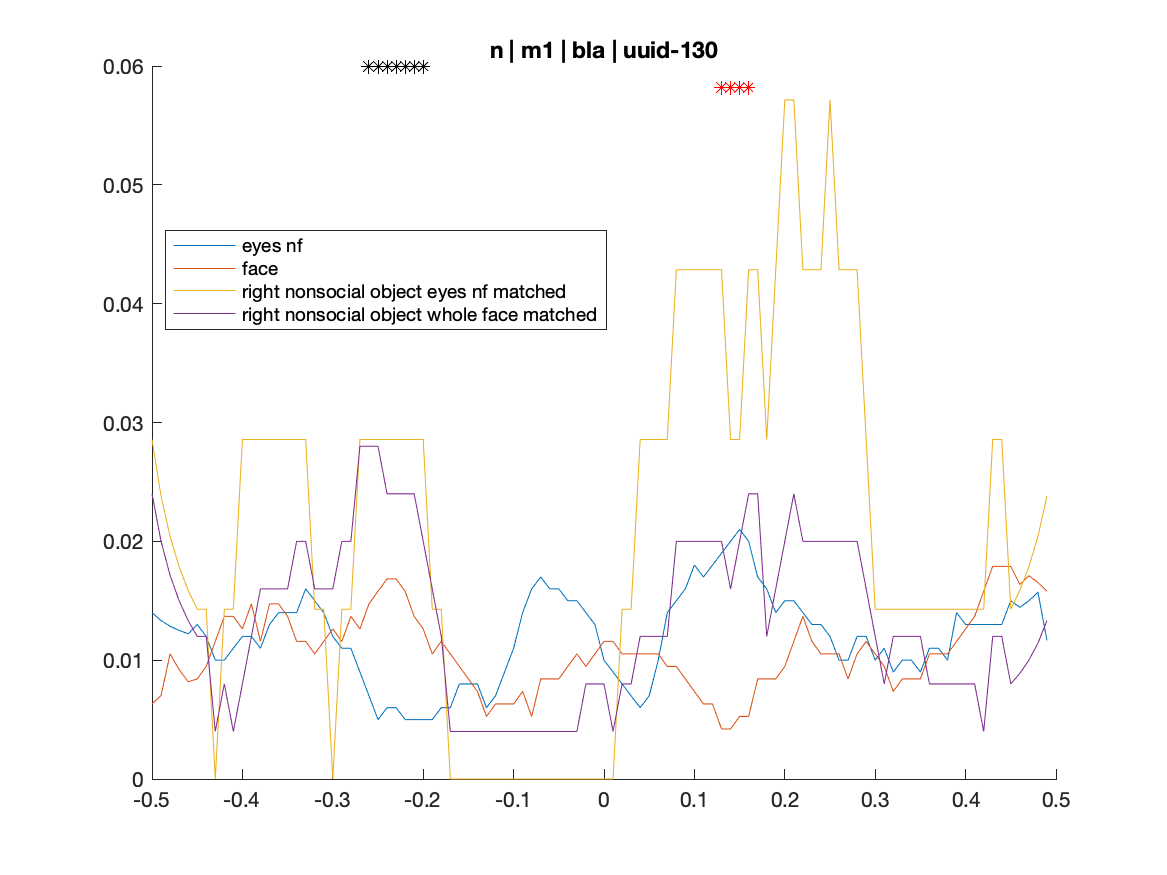 n | m1 | bla | uuid-130
0.06
0.05
0.04
0.03
0.02
0.01
0
eyes nf
face
right nonsocial object eyes nf matched
right nonsocial object whole face matched
-0.5 -0.4 -0.3 -0.2 -0.1 0 0.1 0.2 0.3 0.4 0.5